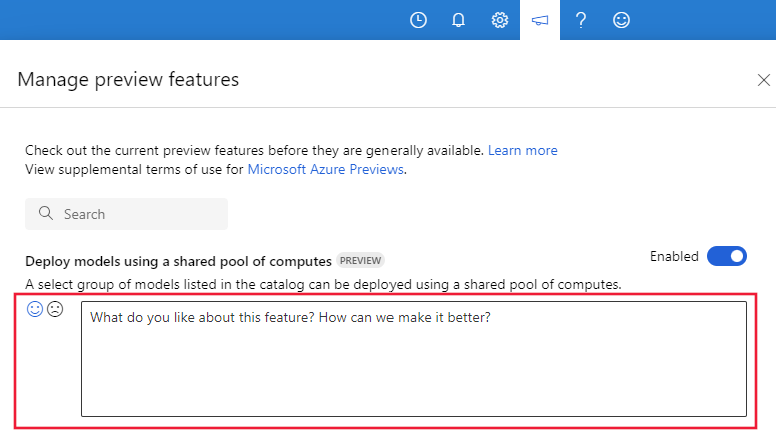 Manage preview features
Check out the current preview features before they are generally available. Learn more
View supplemental terms of use for Microsoft Azure Previews.
Search
Deploy models using a shared pool of computes PREVIEW
Enabled
A select group of models listed in the catalog can be deployed using a shared pool of computes.
What do you like about this feature? How can we make it better?